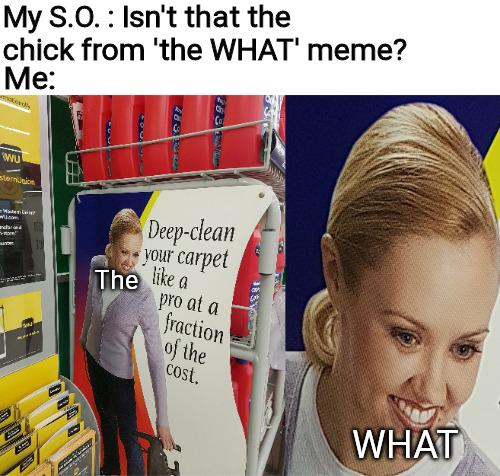 My S.O. : Isn't that the
chick from 'the WHAT' meme?
Me:
WU
Deep-clean
your carpet
like a
pro at a
fraction
of the
cost.
The
WHAT